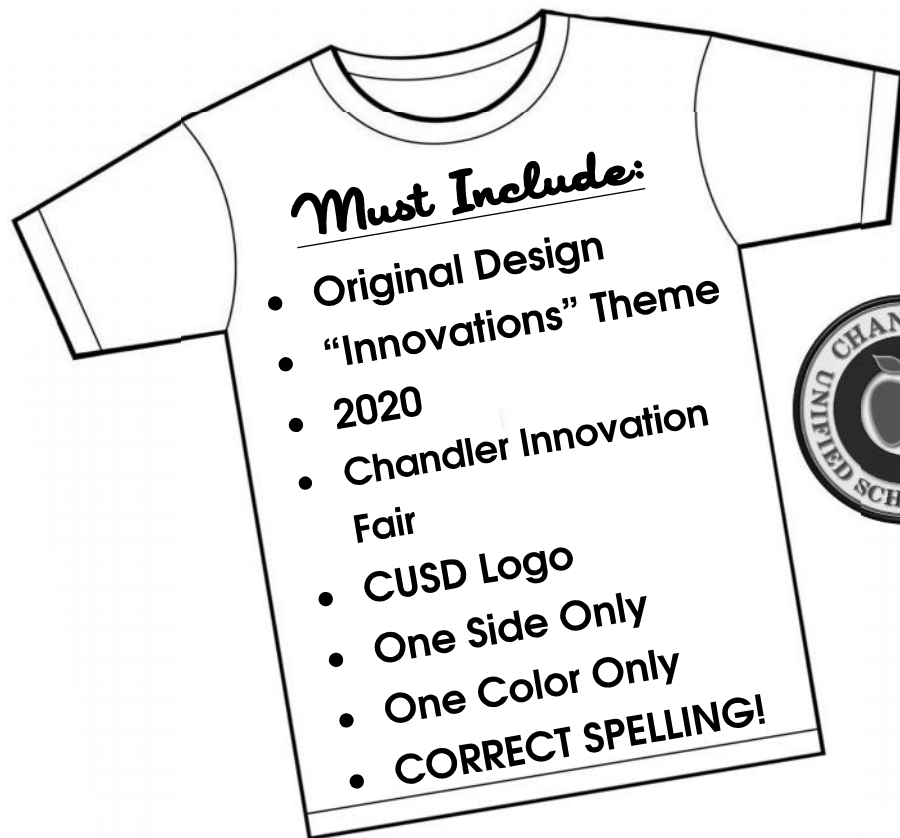 Must Include:
• Original Design
• “Innovations” Theme
• 2020
• Chandler Innovation
Fair
• CUSD Logo
• One Side Only
• One Color Only
• CORRECT SPELLING!
UNIFIED